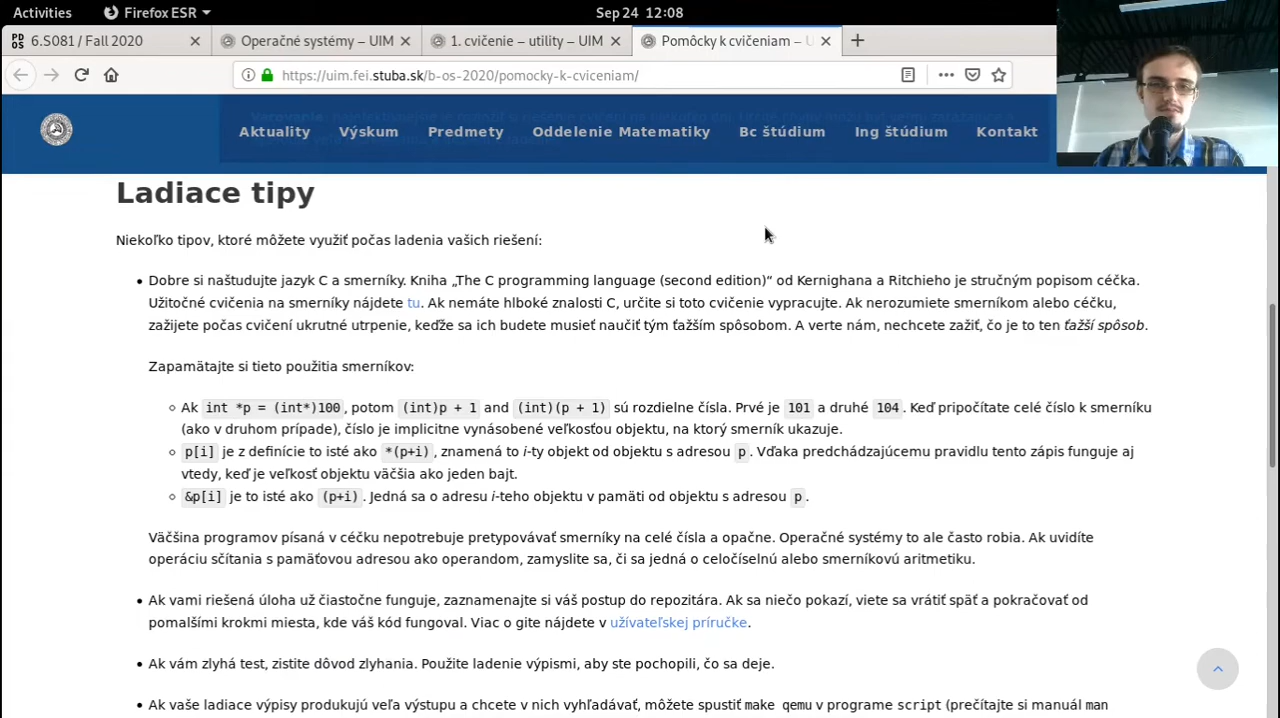 Activities Firefox ESR Sep 24 12:08
PD OS 6.S081 / Fall 2020 Operačné systémy – UIM 1. cvičenie – utility – UIM Pomôcky k cvičeniam – U
https://uim.fei.stuba.sk/b-os-2020/pomocky-k-cviceniam/
Aktuality Výskum Predmety Oddelenie Matematiky Bc štúdium Ing štúdium Kontakt
Ladiace tipy
Niekoľko tipov, ktoré môžete využiť počas ladenia vašich riešení:
• Dobre si naštudujte jazyk C a smerníky. Kniha „The C programming language (second edition)“ od Kernighana a Ritchieho je stručným popisom céčka.
Užitočné cvičenia na smerníky nájdete tu. Ak nemáte hlboké znalosti C, určite si toto cvičenie vypracujte. Ak nerozumiete smerníkom alebo céčku,
zažijete počas cvičení ukrutné utrpenie, keďže sa ich budete musieť naučiť tým ťažším spôsobom. A verte nám, nechcete zažiť, čo je to ten ťažší spôsob.
Zapamätajte si tieto použitia smerníkov:
◦ Ak int *p = (int*)100, potom (int)p + 1 and (int)(p + 1) sú rozdielne čísla. Prvé je 101 a druhé 104. Keď pripočítate celé číslo k smerníku
(ako v druhom prípade), číslo je implicitne vynásobené veľkosťou objektu, na ktorý smerník ukazuje.
◦ p[i] je z definície to isté ako *(p+i), znamená to i-ty objekt od objektu s adresou p. Vďaka predchádzajúcemu pravidlu tento zápis funguje aj
vtedy, keď je veľkosť objektu väčšia ako jeden bajt.
◦ &p[i] je to isté ako (p+i). Jedná sa o adresu i-teho objektu v pamäti od objektu s adresou p.
Väčšina programov písaná v céčku nepotrebuje pretypovávať smerníky na celé čísla a opačne. Operačné systémy to ale často robia. Ak uvidíte
operáciu sčítania s pamäťovou adresou ako operandom, zamyslite sa, či sa jedná o celočíselnú alebo smerníkovú aritmetiku.
• Ak vami riešená úloha už čiastočne funguje, zaznamenajte si váš postup do repozitára. Ak sa niečo pokazí, viete sa vrátiť späť a pokračovať od
pomalšími krokmi miesta, kde váš kód fungoval. Viac o gite nájdete v užívateľskej príručke.
• Ak vám zlyhá test, zistite dôvod zlyhania. Použite ladenie výpismi, aby ste pochopili, čo sa deje.
• Ak vaše ladiace výpisy produkujú veľa výstupu a chcete v nich vyhľadávať, môžete spustiť make qemu v programe script (prečítajte si manuál man